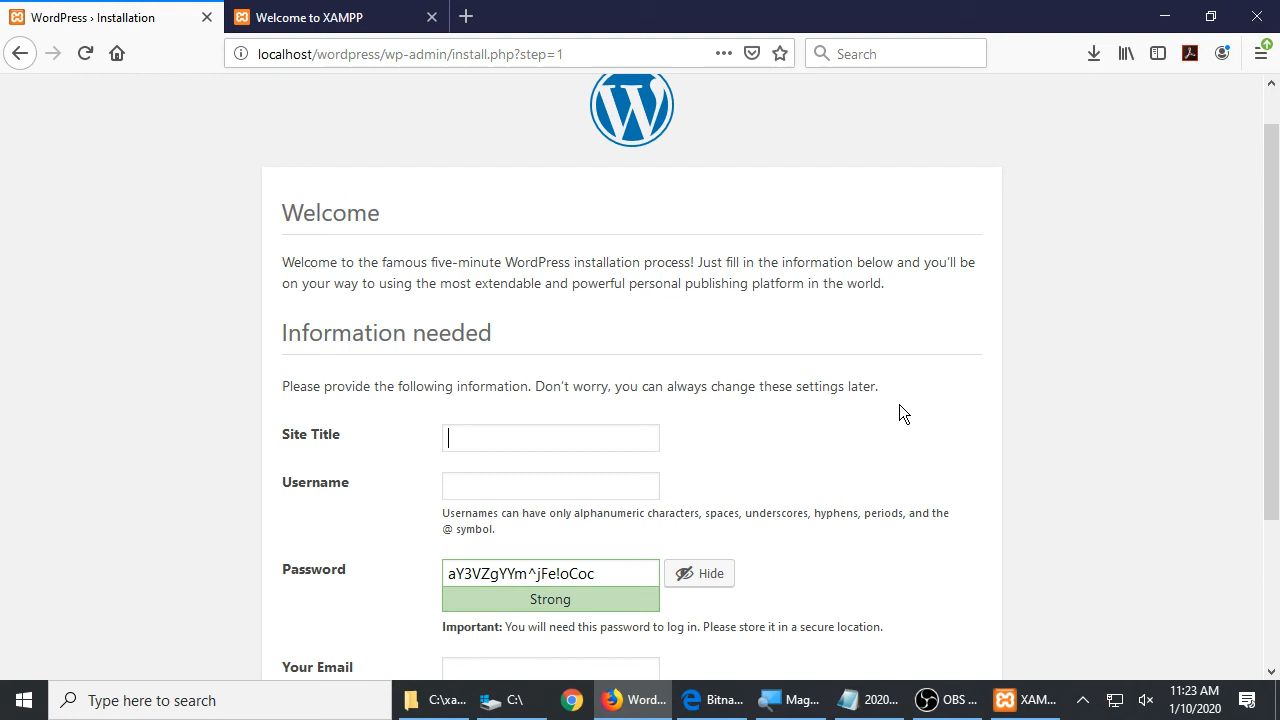 WordPress › Installation
Welcome to XAMPP
localhost/wordpress/wp-admin/install.php?step=1
Search
Welcome
Welcome to the famous five-minute WordPress installation process! Just fill in the information below and you'll be
on your way to using the most extendable and powerful personal publishing platform in the world.
Information needed
Please provide the following information. Don't worry, you can always change these settings later.
Site Title
Username
Usernames can have only alphanumeric characters, spaces, underscores, hyphens, periods, and the
@ symbol.
Password
aY3VZgYYm^jFe!oCoc
Hide
Strong
Important: You will need this password to log in. Please store it in a secure location.
Your Email
Type here to search
C:\xa...
C:\
Word...
Bitna...
Mag...
2020...
OBS ...
XAM...
11:23 AM
1/10/2020